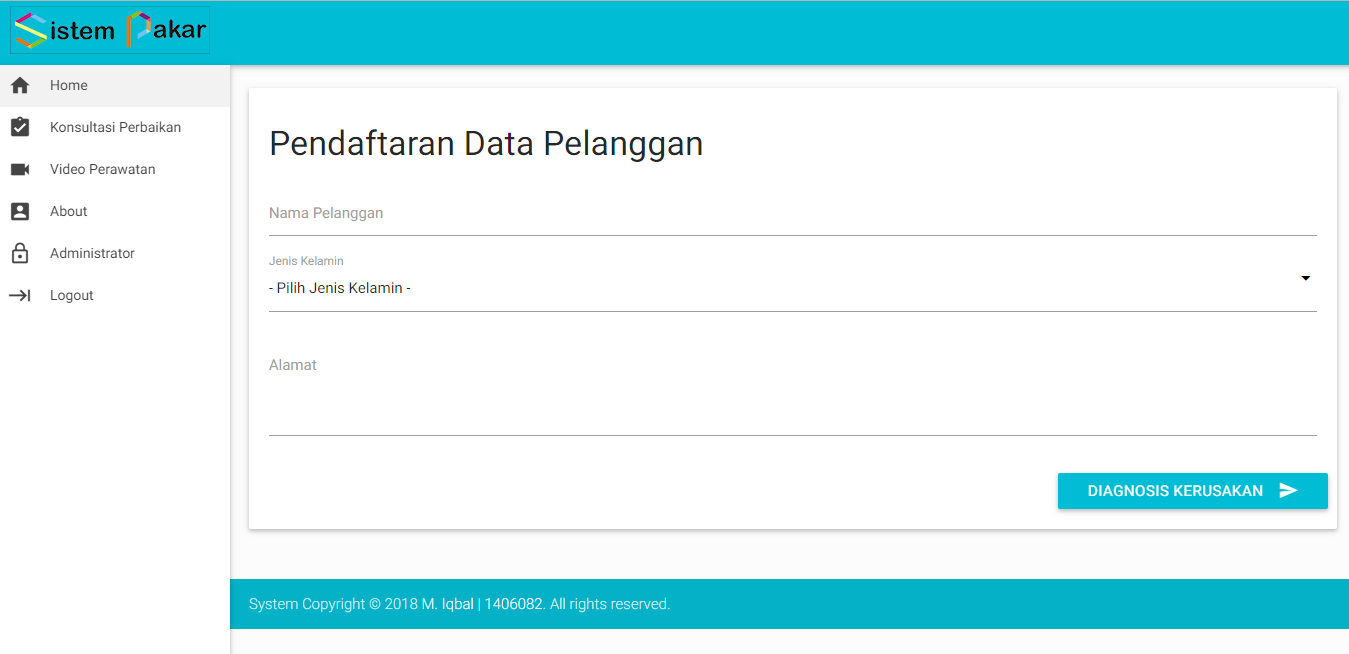 Sistem Pakar
Home
Konsultasi Perbaikan
Video Perawatan
About
Administrator
Logout
Pendaftaran Data Pelanggan
Nama Pelanggan
Jenis Kelamin
- Pilih Jenis Kelamin -
Alamat
DIAGNOSIS KERUSAKAN
System Copyright © 2018 M. Iqbal | 1406082. All rights reserved.